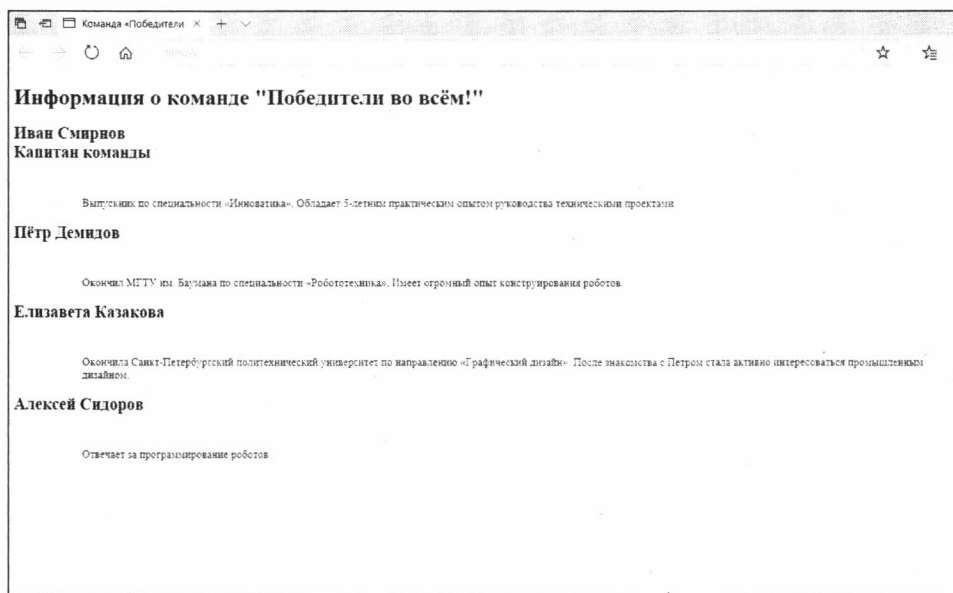 Команда «Победители
Информация о команде "Победители во всём!"
Иван Смирнов
Капитан команды
Выпускник по специальности «Инноватика». Обладает 5-летним практическим опытом руководства техническими проектами
Пётр Демидов
Окончил МГТУ им. Баумана по специальности «Робототехника». Имеет огромный опыт конструирования роботов.
Елизавета Казакова
Окончила Санкт-Петербургский политехнический университет по направлению «Графический дизайн». После знакомства с Петром стала активно интересоваться промышленным
дизайном.
Алексей Сидоров
Отвечает за программирование роботов.